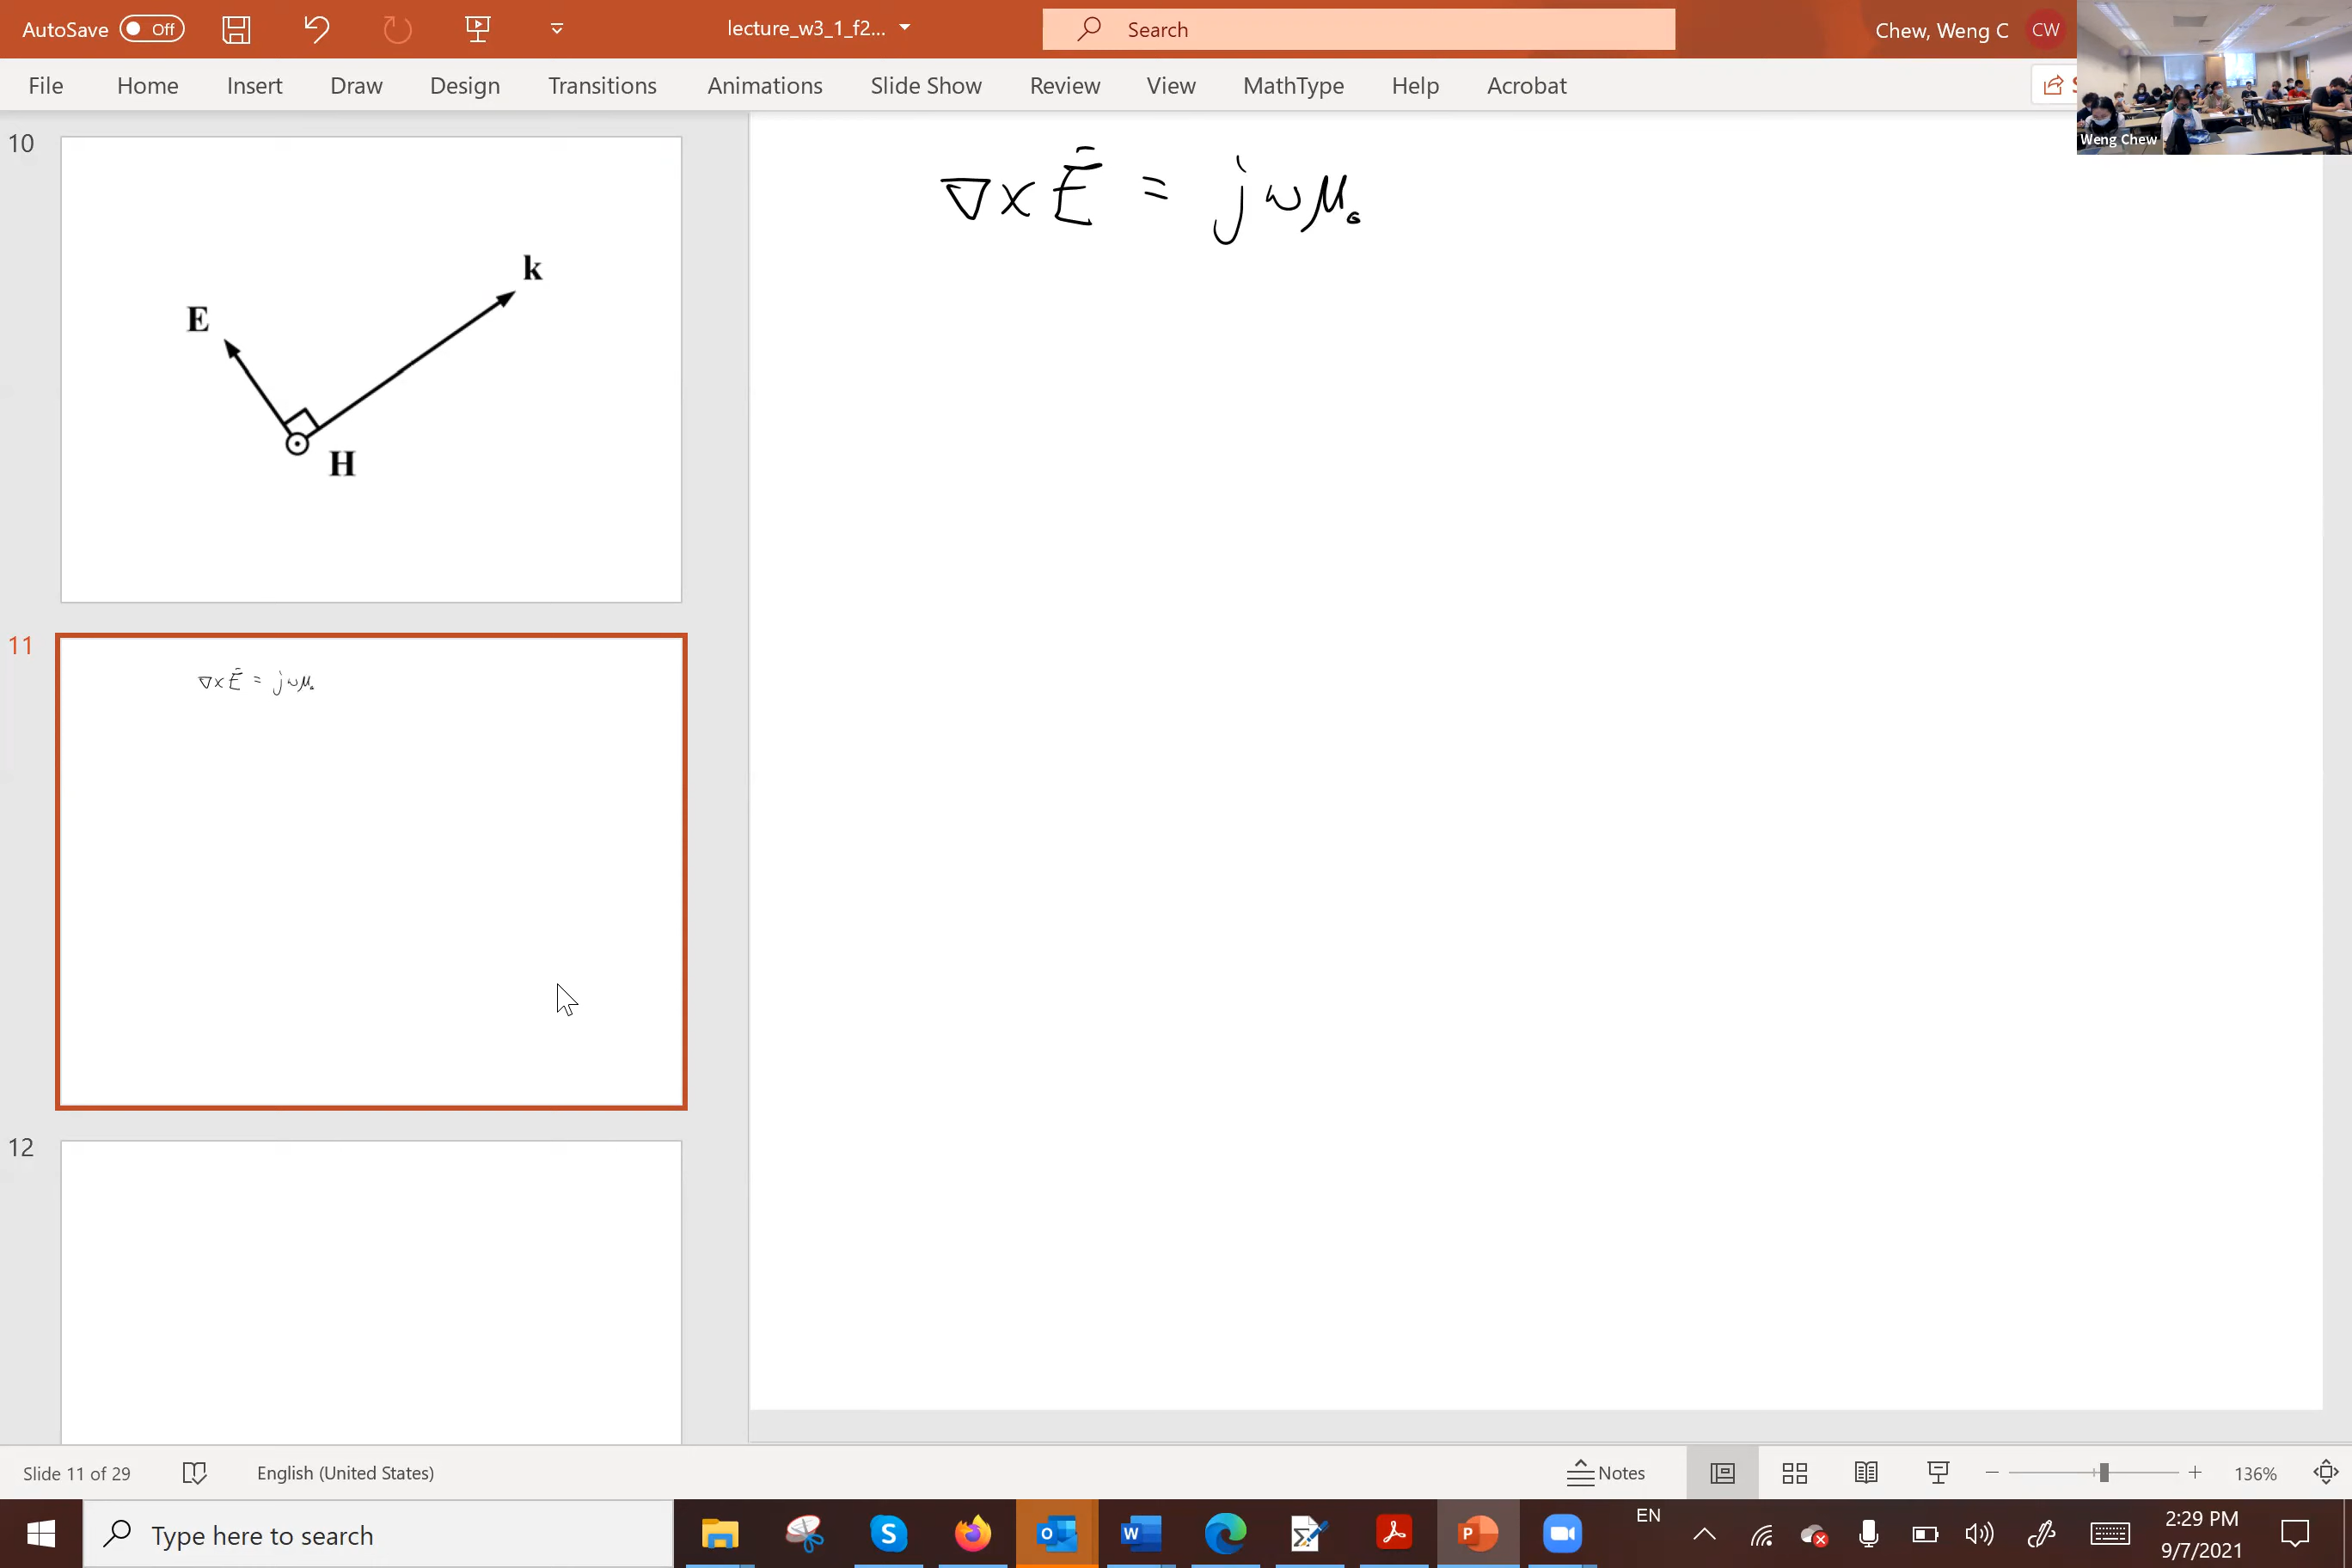 AutoSave Off
lecture_w3_1_f2...
Search
Chew, Weng C CW
File Home Insert Draw Design Transitions Animations Slide Show Review View MathType Help Acrobat
Weng Chew
10
E
k
H
11
∇×Ē = jωμ₀
12
∇×Ē = jωμ₀
Slide 11 of 29
English (United States)
Notes
136%
Type here to search
EN
2:29 PM
9/7/2021